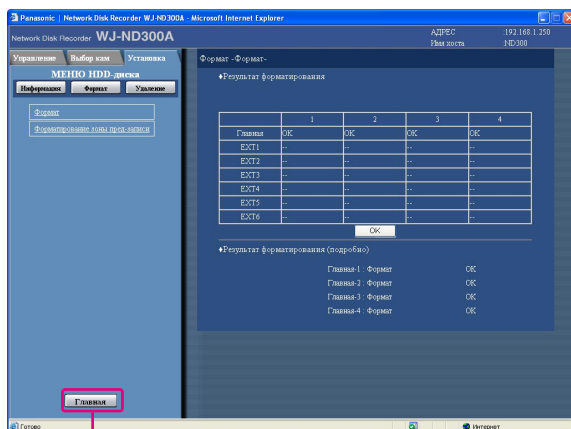 Panasonic | Network Disk Recorder WJ-ND300A - Microsoft Internet Explorer
Network Disk Recorder WJ-ND300A
АДРЕС :192.168.1.250
Имя хоста :ND300
Управление Выбор кам Установка
МЕНЮ HDD-диска
Информация Формат Удаление
Формат
Форматирование зоны пред-записи
Главная
Формат -Формат-
♦Результат форматирования
1 2 3 4
Главная OK OK OK OK
EXT1 -- -- -- --
EXT2 -- -- -- --
EXT3 -- -- -- --
EXT4 -- -- -- --
EXT5 -- -- -- --
EXT6 -- -- -- --
OK
♦Результат форматирования (подробно)
Главная-1 : Формат OK
Главная-2 : Формат OK
Главная-3 : Формат OK
Главная-4 : Формат OK
Готово Интернет